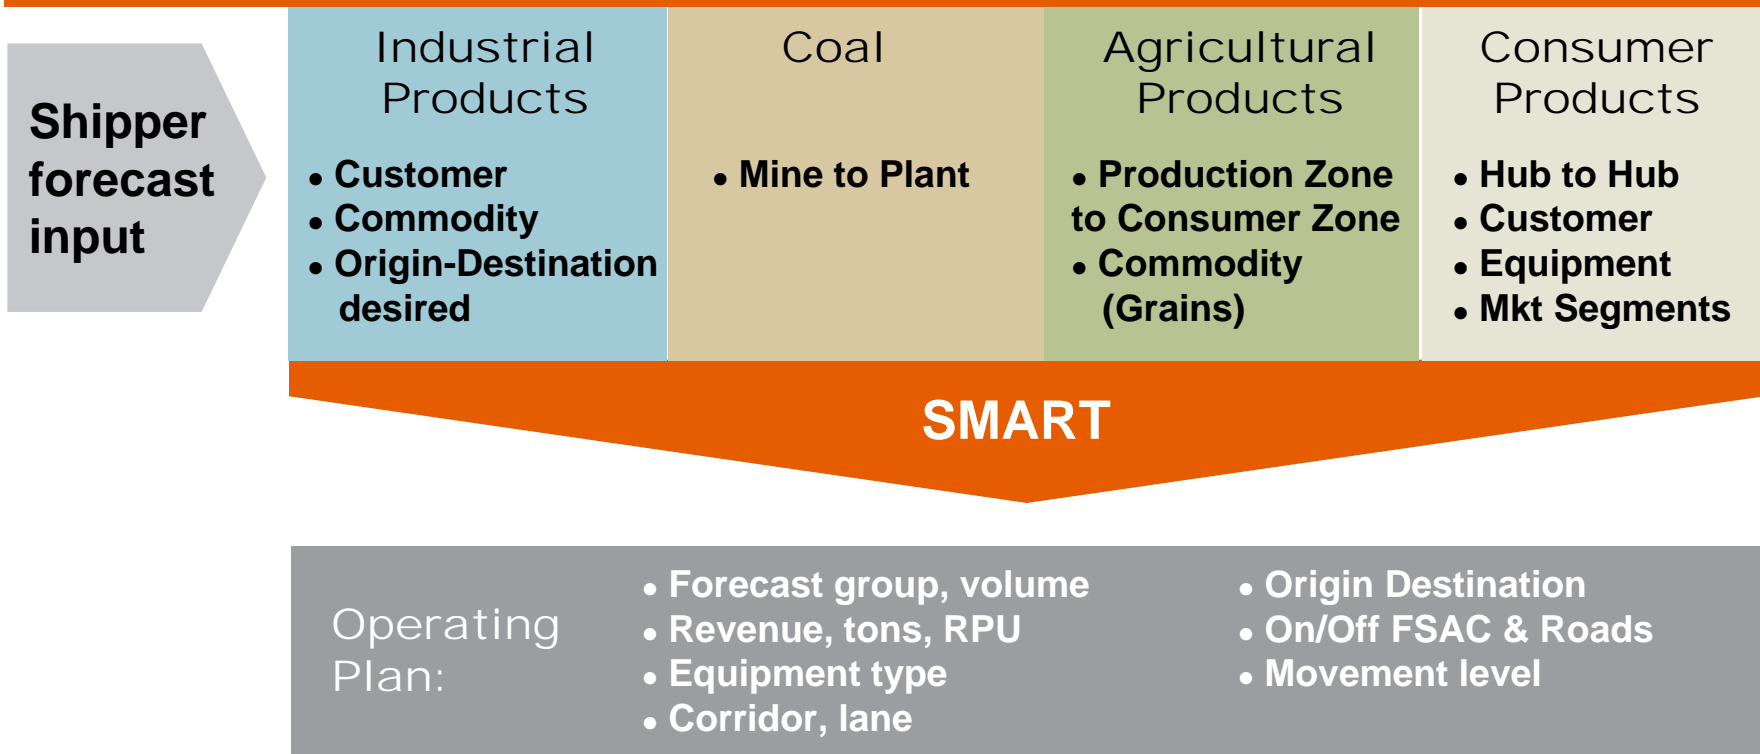 Shipper
forecast
input
Industrial
Products
• Customer
• Commodity
• Origin-Destination
desired
Coal
• Mine to Plant
Agricultural
Products
• Production Zone
to Consumer Zone
• Commodity
(Grains)
Consumer
Products
• Hub to Hub
• Customer
• Equipment
• Mkt Segments
SMART
Operating
Plan:
• Forecast group, volume
• Revenue, tons, RPU
• Equipment type
• Corridor, lane
• Origin Destination
• On/Off FSAC & Roads
• Movement level